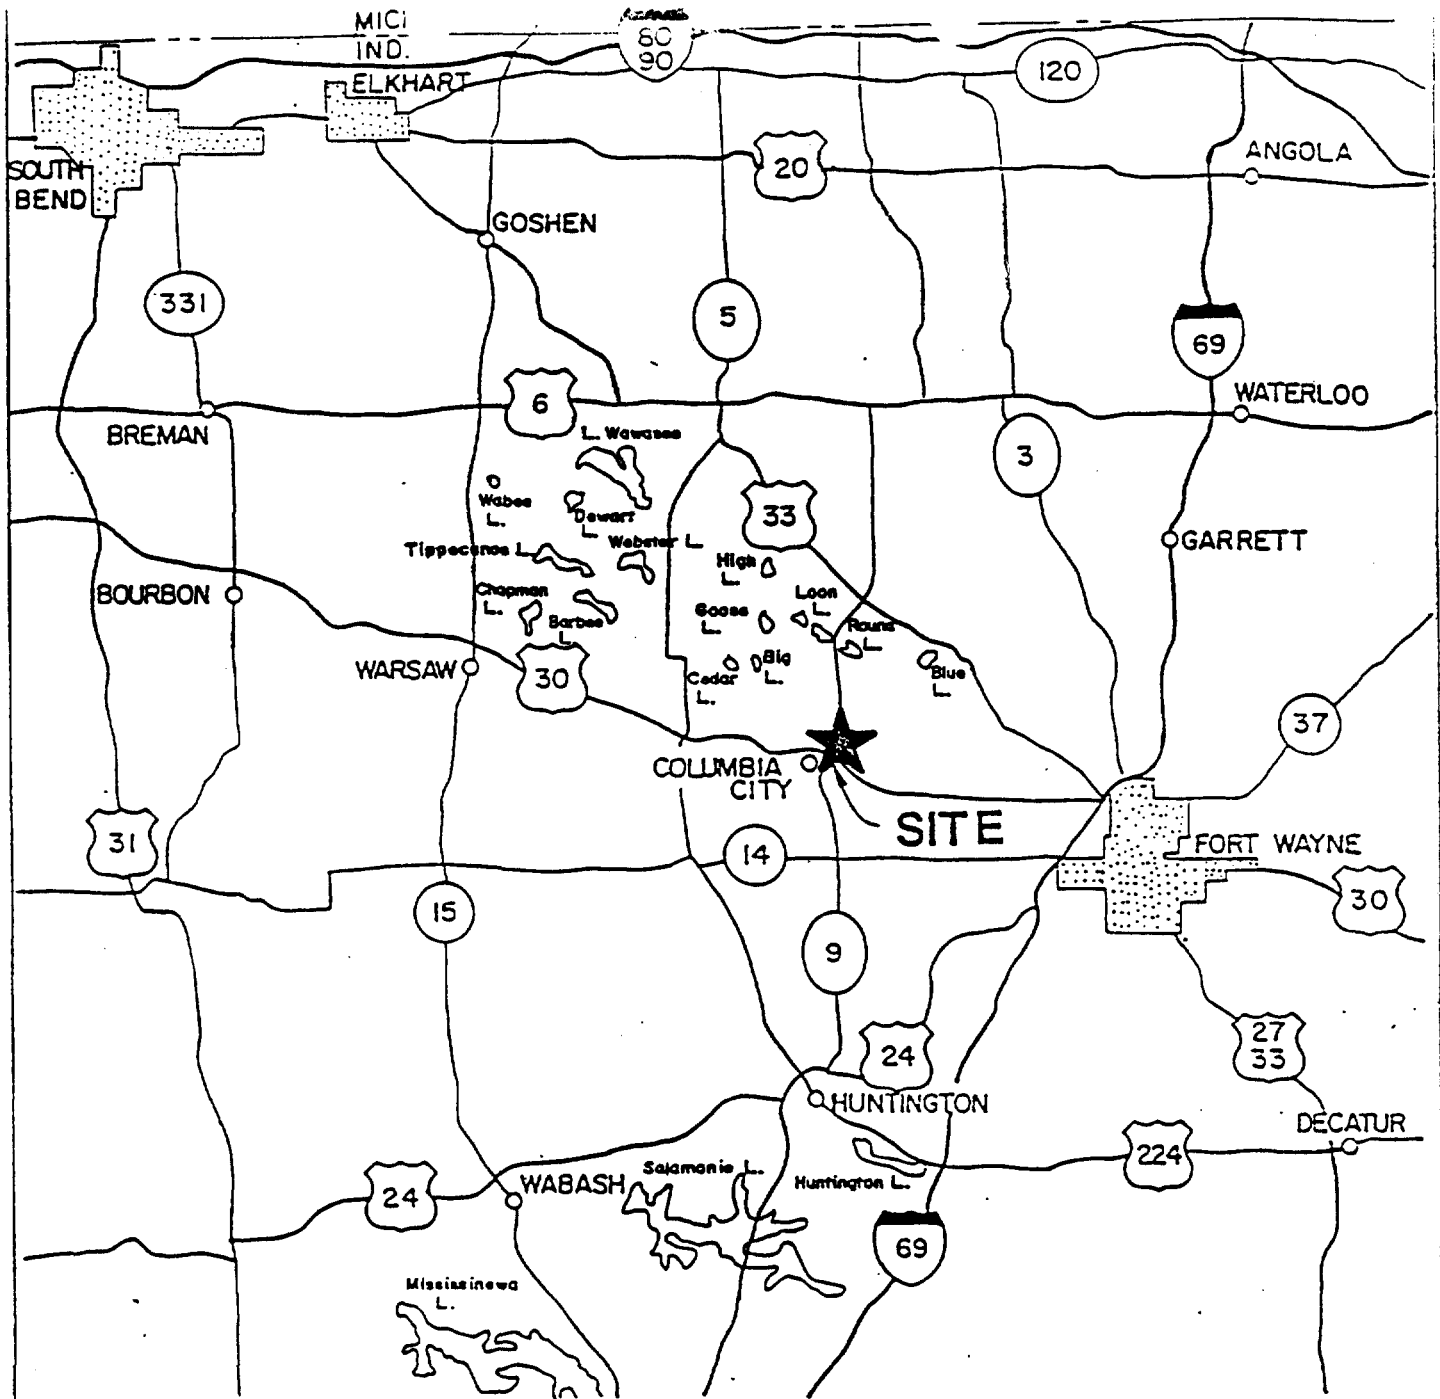 MICI
IND.
80
90
120
ELKHART
SOUTH
BEND
20
ANGOLA
GOSHEN
331
5
69
6
WATERLOO
BREMAN
L. Wawasee
3
Wabee
L.
Dewart
L.
33
Tippecanoe L.
Webster L.
High
L.
GARRETT
BOURBON
Chapman
L.
Barbee
L.
Goose
L.
Loon
L.
Round
L.
WARSAW
30
Cedar
L.
Big
L.
Blue
L.
37
COLUMBIA
CITY
SITE
31
14
FORT WAYNE
30
15
9
24
27
33
HUNTINGTON
DECATUR
224
24
WABASH
Salamonie L.
Huntington L.
69
Mississinewa
L.